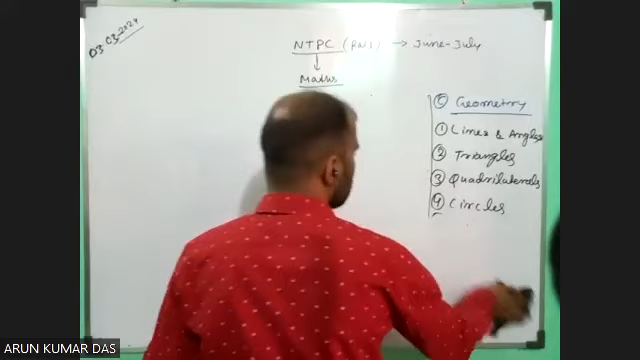 03-03-2024
NTPC → June-July
↓
Maths
Ⓒ Geometry
① Lines & Angles
② Triangles
③ Quadrilaterals
④ Circles
ARUN KUMAR DAS